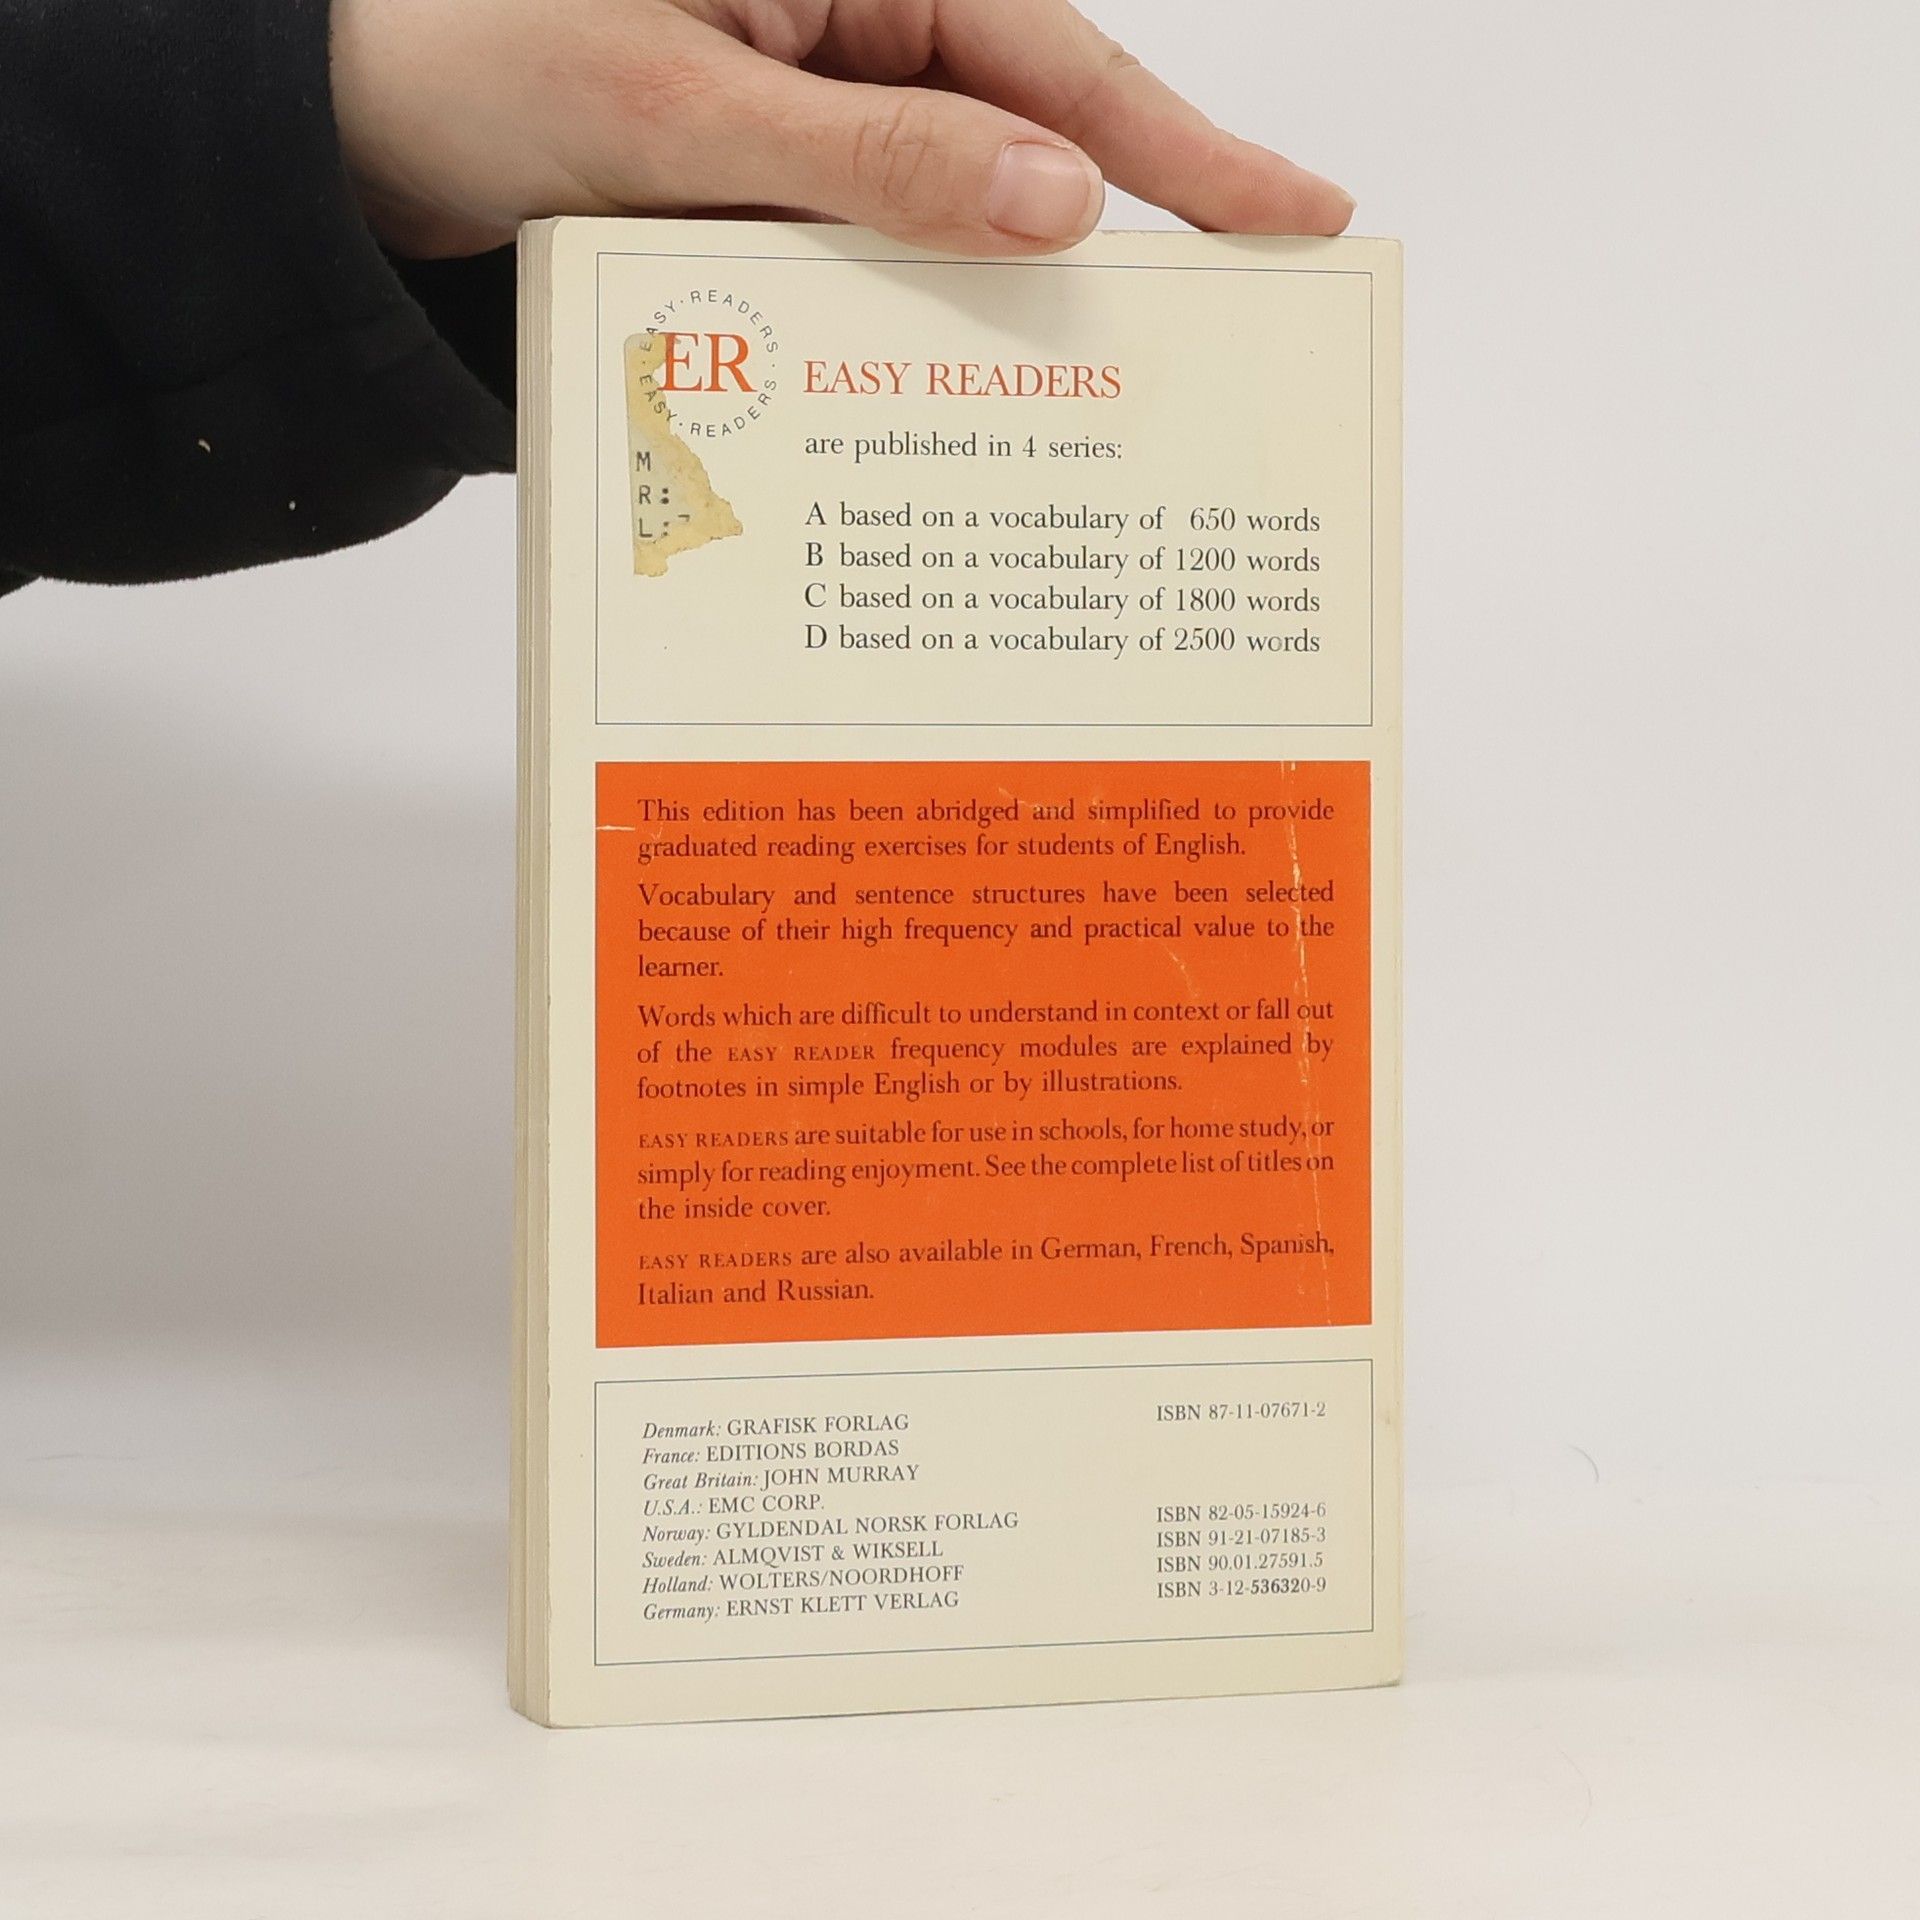 EASY · READERS · EASY · READERS ·
ER
EASY READERS
are published in 4 series:
M
R:
L:
A based on a vocabulary of 650 words
B based on a vocabulary of 1200 words
C based on a vocabulary of 1800 words
D based on a vocabulary of 2500 words
This edition has been abridged and simplified to provide
graduated reading exercises for students of English.
Vocabulary and sentence structures have been selected
because of their high frequency and practical value to the
learner.
Words which are difficult to understand in context or fall out
of the EASY READER frequency modules are explained by
footnotes in simple English or by illustrations.
EASY READERS are suitable for use in schools, for home study, or
simply for reading enjoyment. See the complete list of titles on
the inside cover.
EASY READERS are also available in German, French, Spanish,
Italian and Russian.
Denmark: GRAFISK FORLAG ISBN 87-11-07671-2
France: EDITIONS BORDAS
Great Britain: JOHN MURRAY
U.S.A.: EMC CORP.
Norway: GYLDENDAL NORSK FORLAG ISBN 82-05-15924-6
Sweden: ALMQVIST & WIKSELL ISBN 91-21-07185-3
Holland: WOLTERS/NOORDHOFF ISBN 90.01.27591.5
Germany: ERNST KLETT VERLAG ISBN 3-12-536320-9